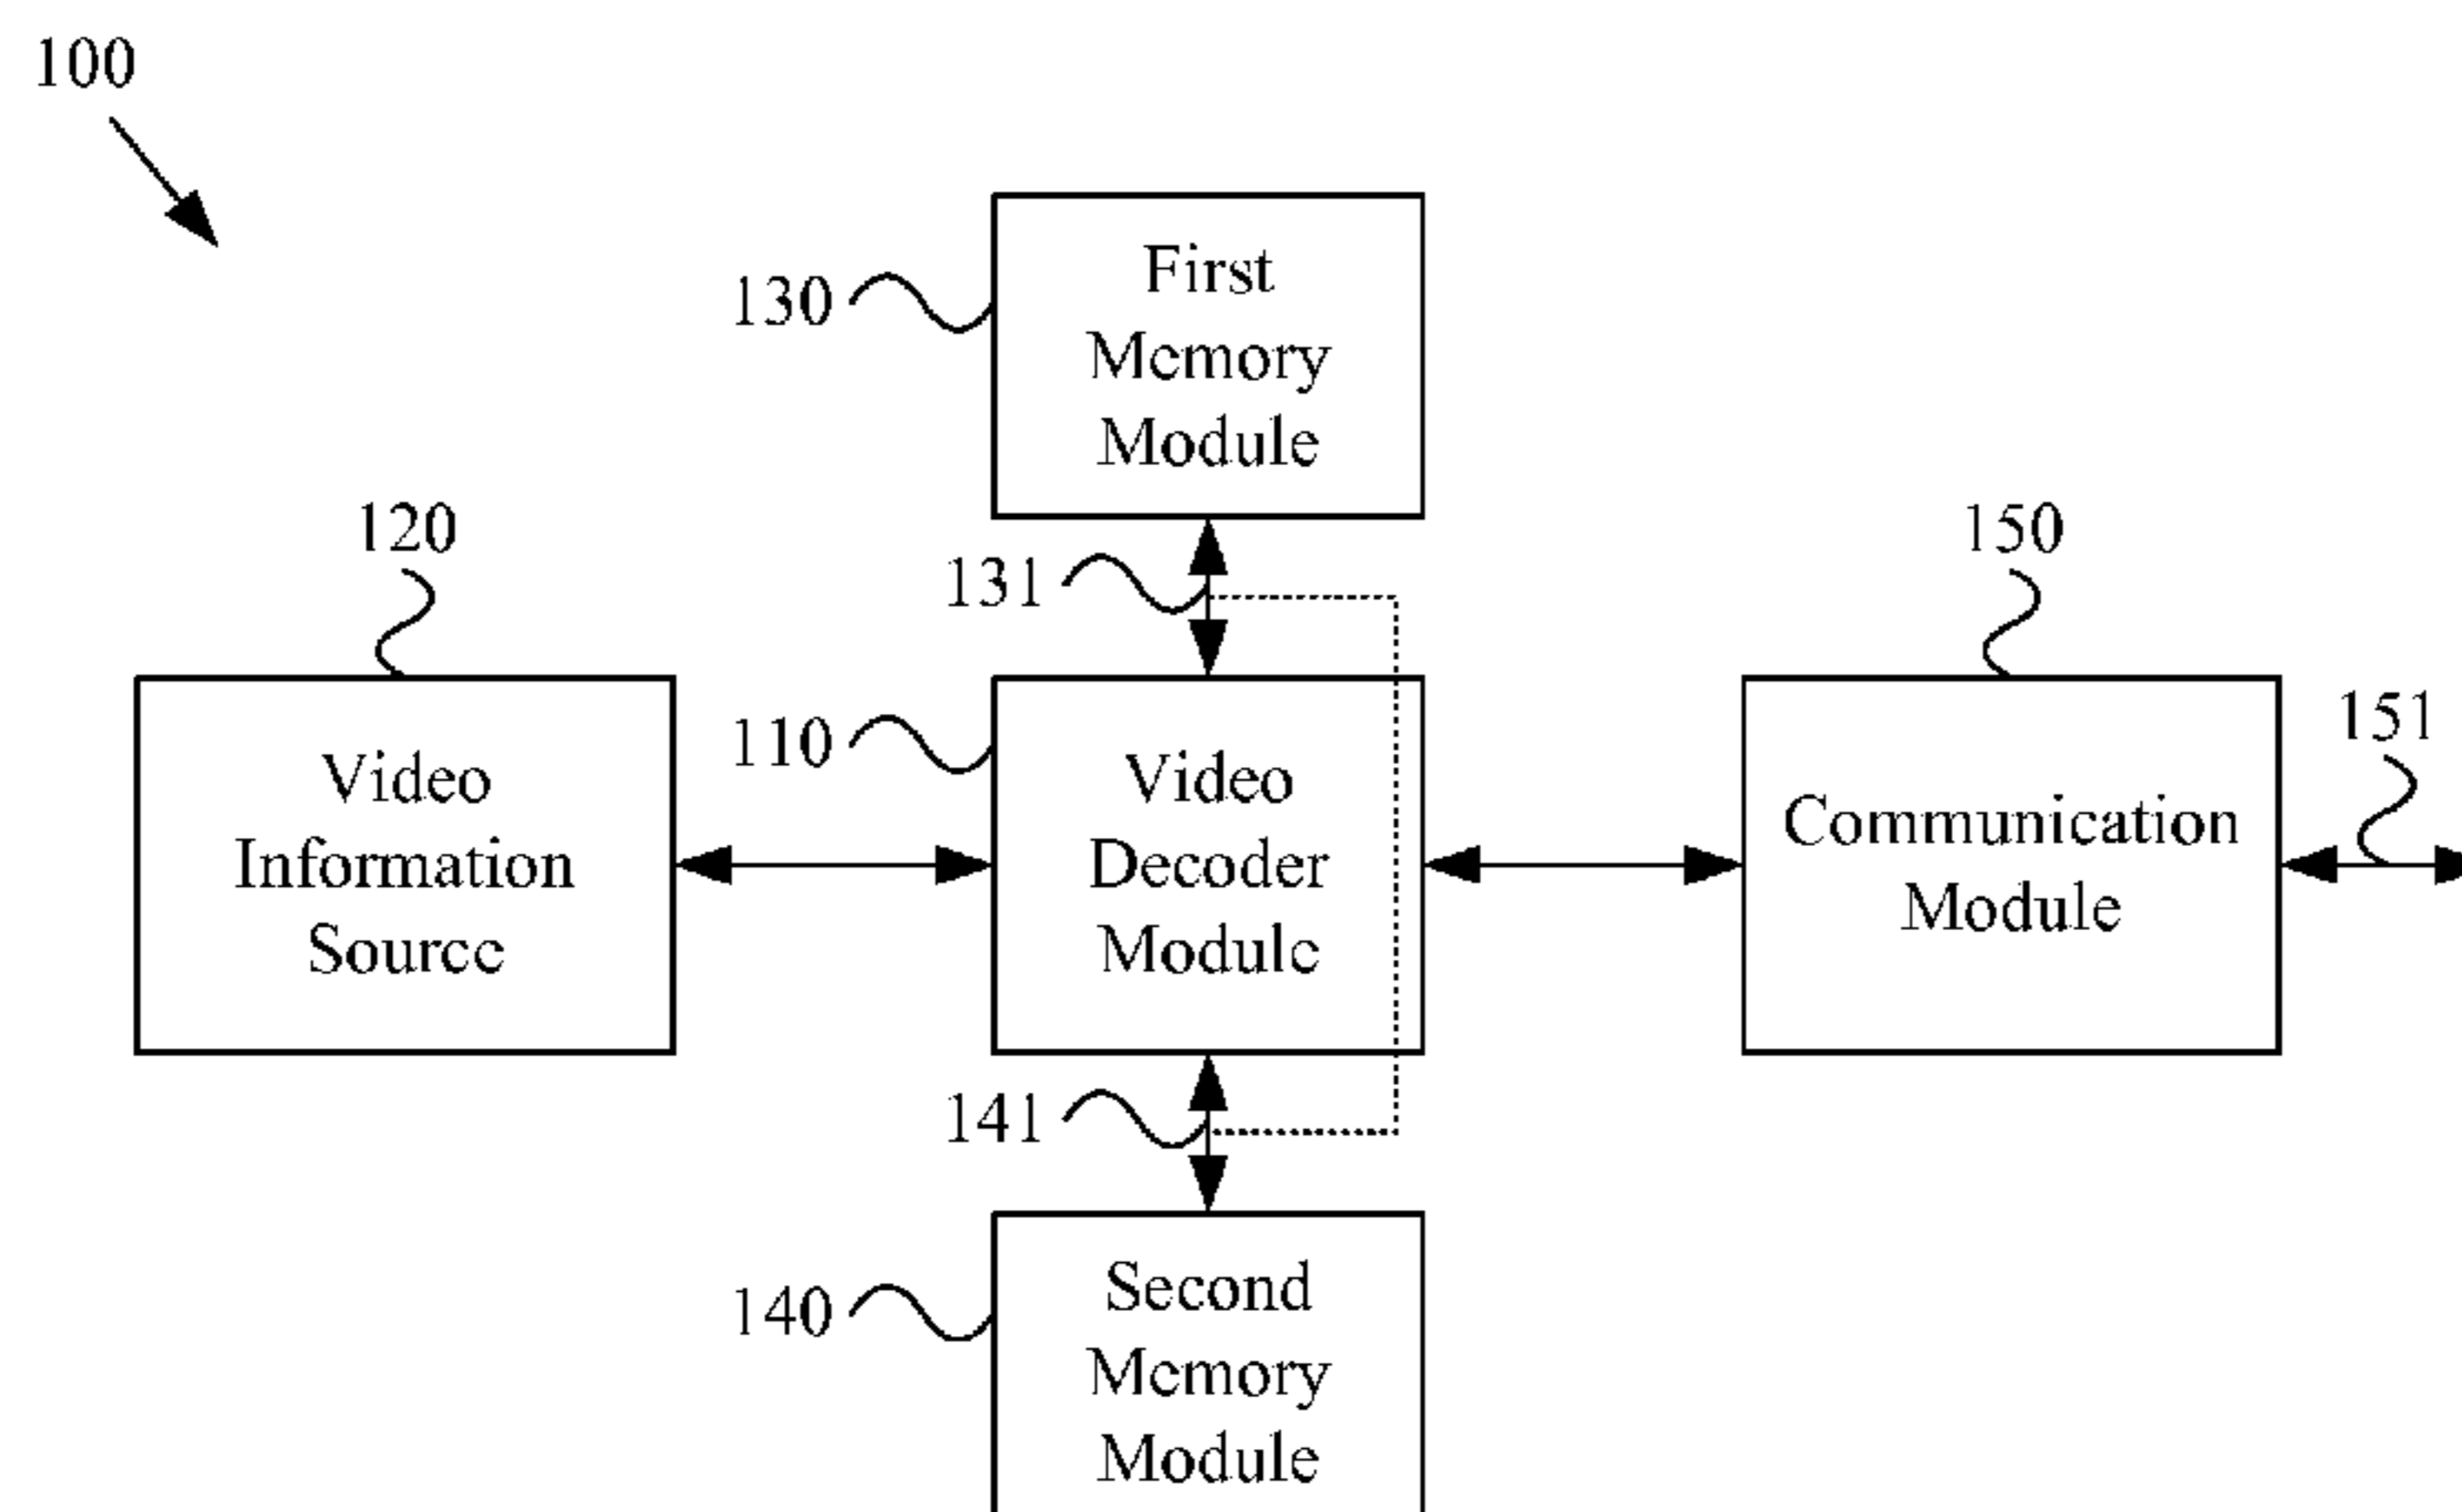 100
130
First
Memory
Module
131
120
150
151
110
Video
Information
Source
Video
Decoder
Module
Communication
Module
141
140
Second
Memory
Module